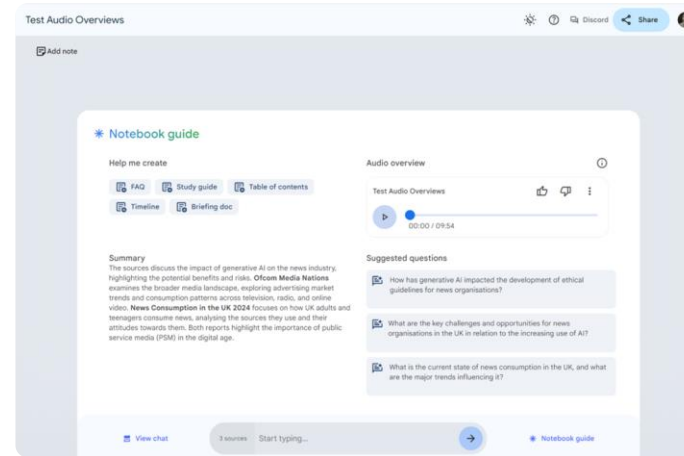 Test Audio Overviews
Discord
Share
Add note
Notebook guide
Help me create
FAQ
Study guide
Table of contents
Timeline
Briefing doc
Audio overview
Test Audio Overviews
00:00 / 09:54
Summary
The sources discuss the impact of generative AI on the news industry,
highlighting the potential benefits and risks. Ofcom Media Nations
examines the broader media landscape, exploring advertising market
trends and consumption patterns across television, radio, and online
video. News Consumption in the UK 2024 focuses on how UK adults and
teenagers consume news, analysing the sources they use and their
attitudes towards them. Both reports highlight the importance of public
service media (PSM) in the digital age.
Suggested questions
How has generative AI impacted the development of ethical
guidelines for news organisations?
What are the key challenges and opportunities for news
organisations in the UK in relation to the increasing use of AI?
What is the current state of news consumption in the UK, and what
are the major trends influencing it?
View chat
3 sources
Start typing...
Notebook guide